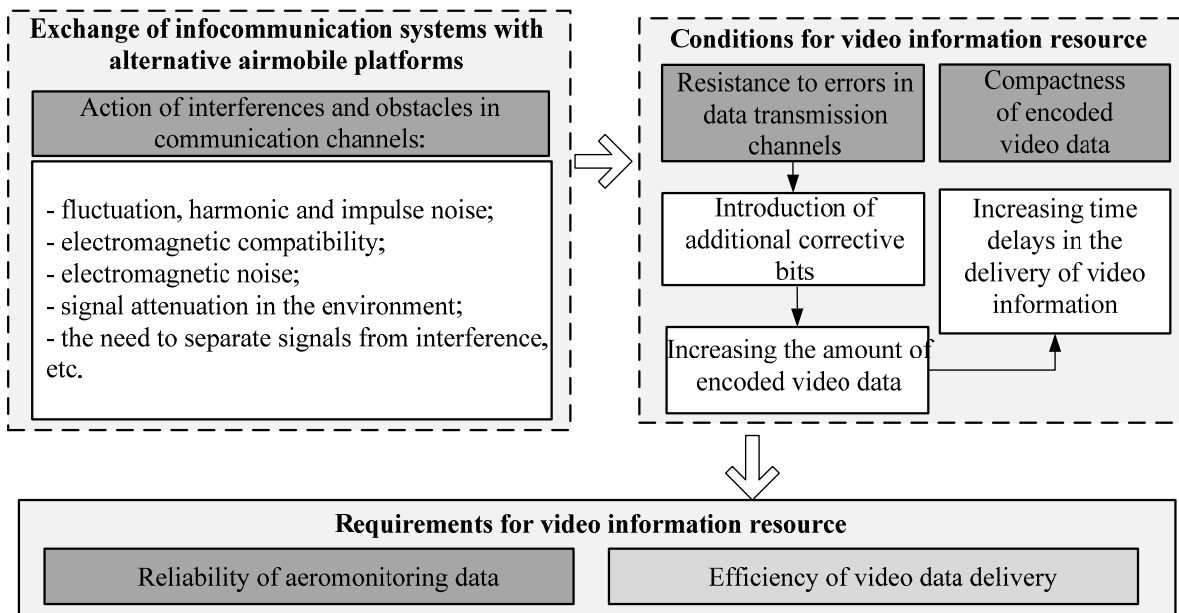 Exchange of infocommunication systems with
alternative airmobile platforms
Action of interferences and obstacles in
communication channels:
- fluctuation, harmonic and impulse noise;
- electromagnetic compatibility;
- electromagnetic noise;
- signal attenuation in the environment;
- the need to separate signals from interference,
etc.
Conditions for video information resource
Resistance to errors in
data transmission
channels
Compactness
of encoded
video data
Introduction of
additional corrective
bits
Increasing time
delays in the
delivery of video
information
Increasing the amount of
encoded video data
Requirements for video information resource
Reliability of aeromonitoring data
Efficiency of video data delivery